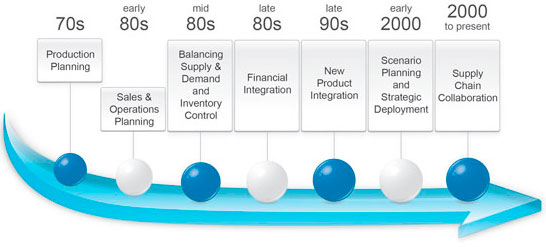 70s
Production
Planning
early
80s
Sales &
Operations
Planning
mid
80s
Balancing
Supply &
Demand
and
Inventory
Control
late
80s
Financial
Integration
late
90s
New
Product
Integration
early
2000
Scenario
Planning
and
Strategic
Deployment
2000
to present
Supply
Chain
Collaboration